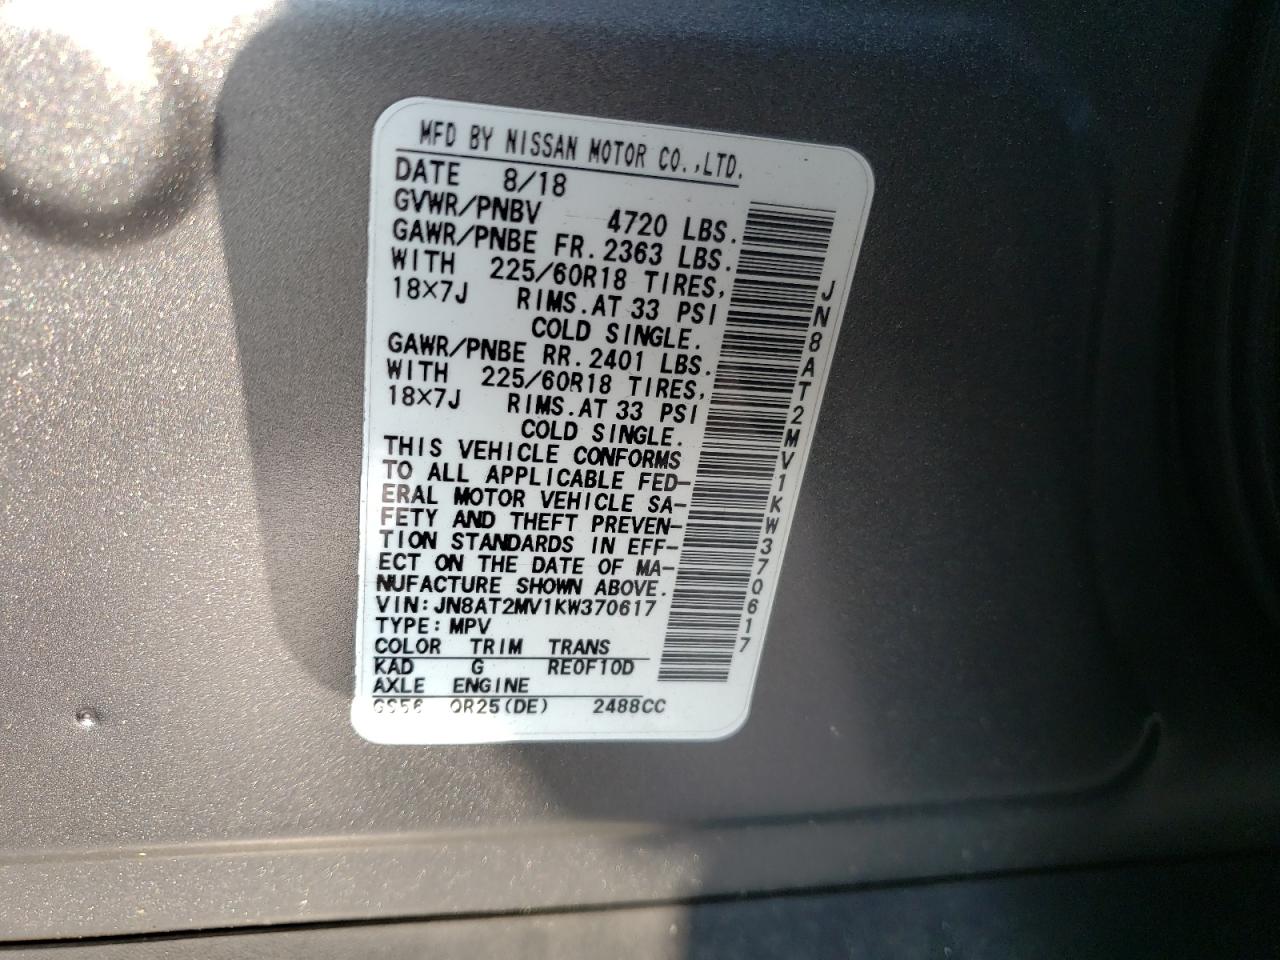 MFD BY NISSAN MOTOR CO.,LTD.
DATE 8/18
GVWR/PNBV 4720 LBS.
GAWR/PNBE FR. 2363 LBS.
WITH 225/60R18 TIRES,
18×7J RIMS. AT 33 PSI
COLD SINGLE.
GAWR/PNBE RR. 2401 LBS.
WITH 225/60R18 TIRES,
18×7J RIMS. AT 33 PSI
COLD SINGLE.
THIS VEHICLE CONFORMS
TO ALL APPLICABLE FED-
ERAL MOTOR VEHICLE SA-
FETY AND THEFT PREVEN-
TION STANDARDS IN EFF-
ECT ON THE DATE OF MA-
NUFACTURE SHOWN ABOVE.
VIN: JN8AT2MV1KW370617
TYPE: MPV
COLOR TRIM TRANS
KAD G RE0F10D
AXLE ENGINE
GS56 QR25(DE) 2488CC
JN8AT2MV1KW370617